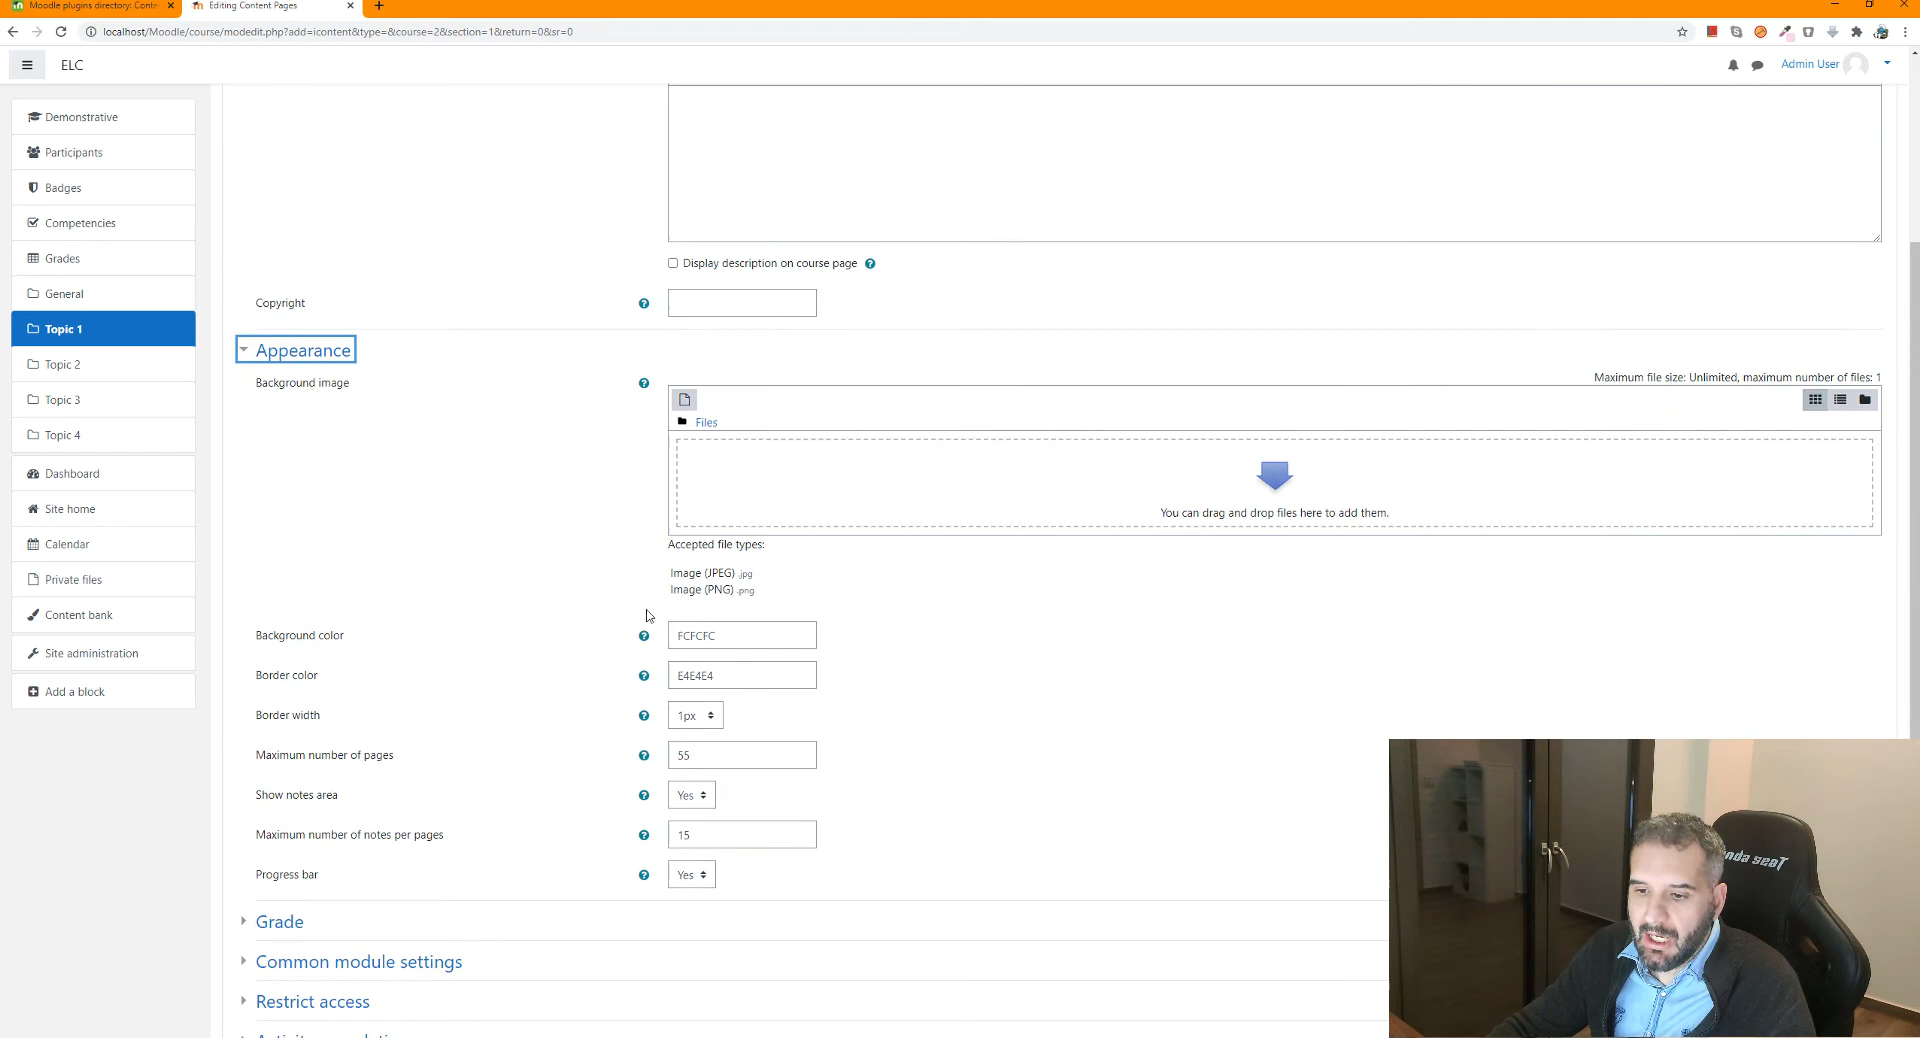 Moodle plugins directory: Conte
Editing Content Pages
localhost/Moodle/course/modedit.php?add=icontent&type=&course=2&section=1&return=0&sr=0
ELC
Admin User
Demonstrative
Participants
Badges
Competencies
Grades
General
Topic 1
Topic 2
Topic 3
Topic 4
Dashboard
Site home
Calendar
Private files
Content bank
Site administration
Add a block
Display description on course page
Copyright
Appearance
Background image
Maximum file size: Unlimited, maximum number of files: 1
Files
You can drag and drop files here to add them.
Accepted file types:
Image (JPEG) .jpg
Image (PNG) .png
Background color
FCFCFC
Border color
E4E4E4
Border width
1px
Maximum number of pages
55
Show notes area
Yes
Maximum number of notes per pages
15
Progress bar
Yes
Grade
Common module settings
Restrict access
nda seaT